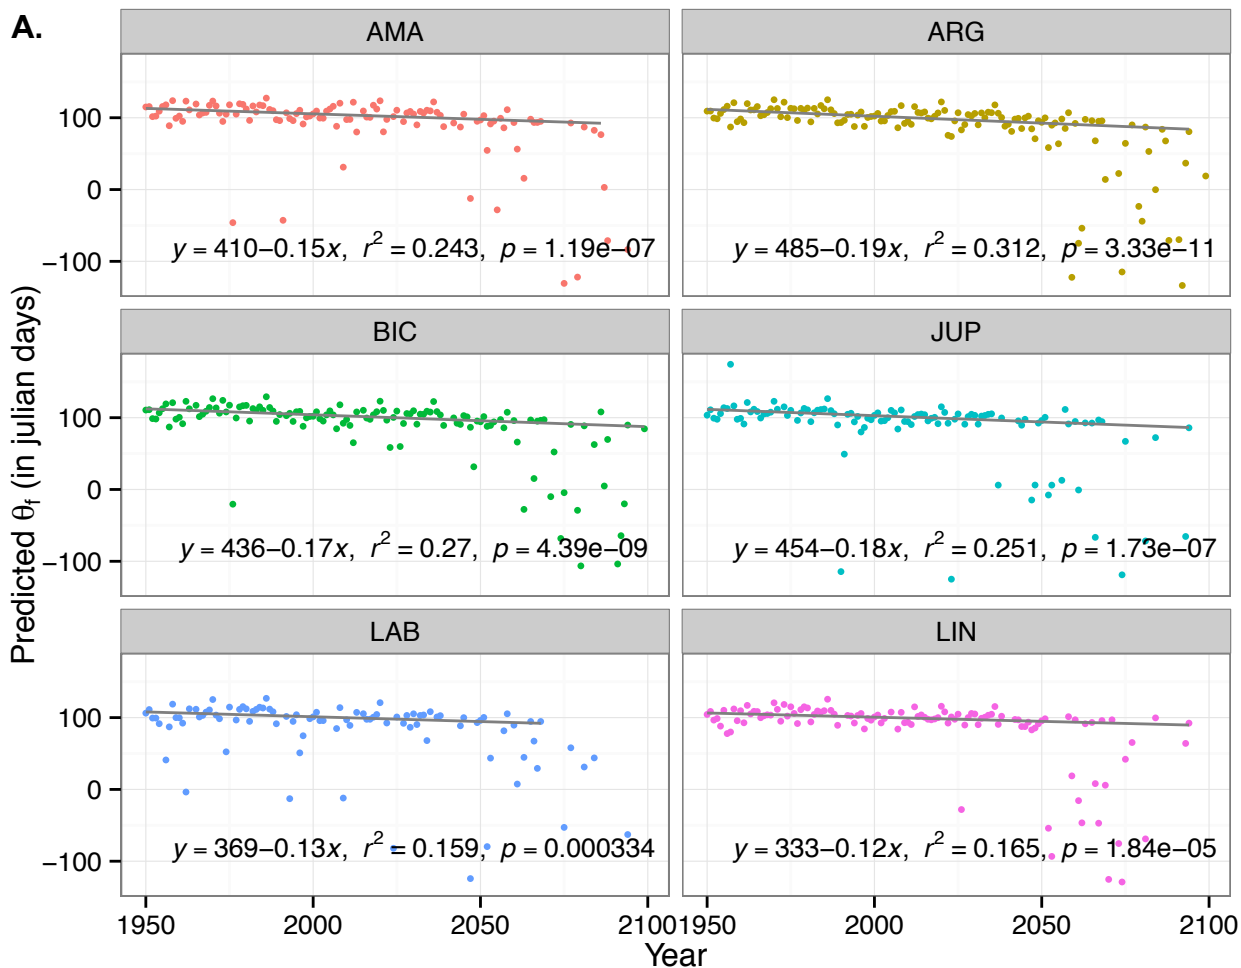 A.
AMA
ARG
100
0
−100
y = 410−0.15x, r² = 0.243, p = 1.19e−07
y = 485−0.19x, r² = 0.312, p = 3.33e−11
BIC
JUP
100
0
−100
y = 436−0.17x, r² = 0.27, p = 4.39e−09
y = 454−0.18x, r² = 0.251, p = 1.73e−07
LAB
LIN
100
0
−100
y = 369−0.13x, r² = 0.159, p = 0.000334
y = 333−0.12x, r² = 0.165, p = 1.84e−05
1950 2000 2050 2100
1950 2000 2050 2100
Year
Predicted θf (in julian days)